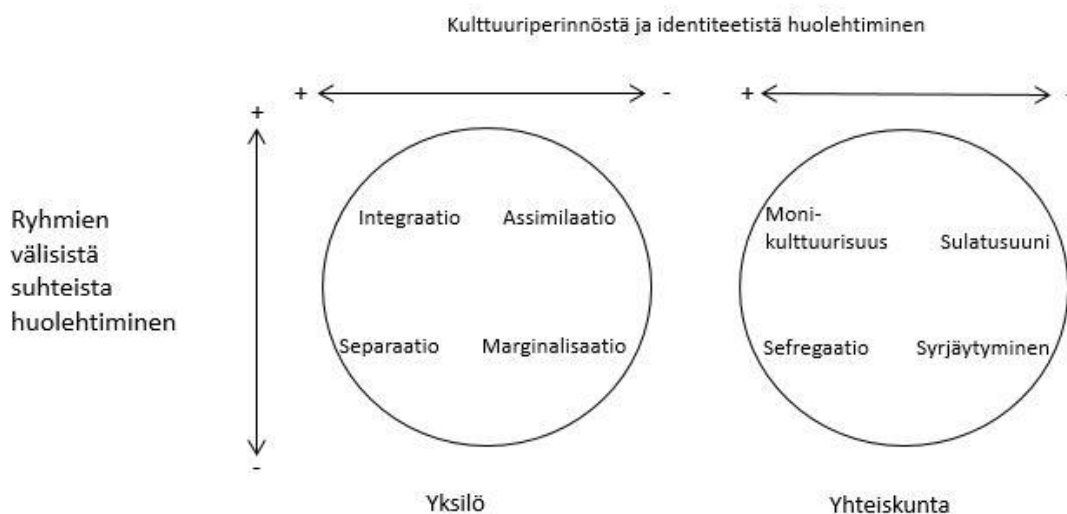 Kulttuuriperinnöstä ja identiteetistä huolehtiminen
+ - + -
+
Ryhmien
välisistä
suhteista
huolehtiminen
Integraatio Assimilaatio
Separaatio Marginalisaatio
Moni-
kulttuurisuus Sulatusuuni
Sefregaatio Syrjäytyminen
-
Yksilö Yhteiskunta